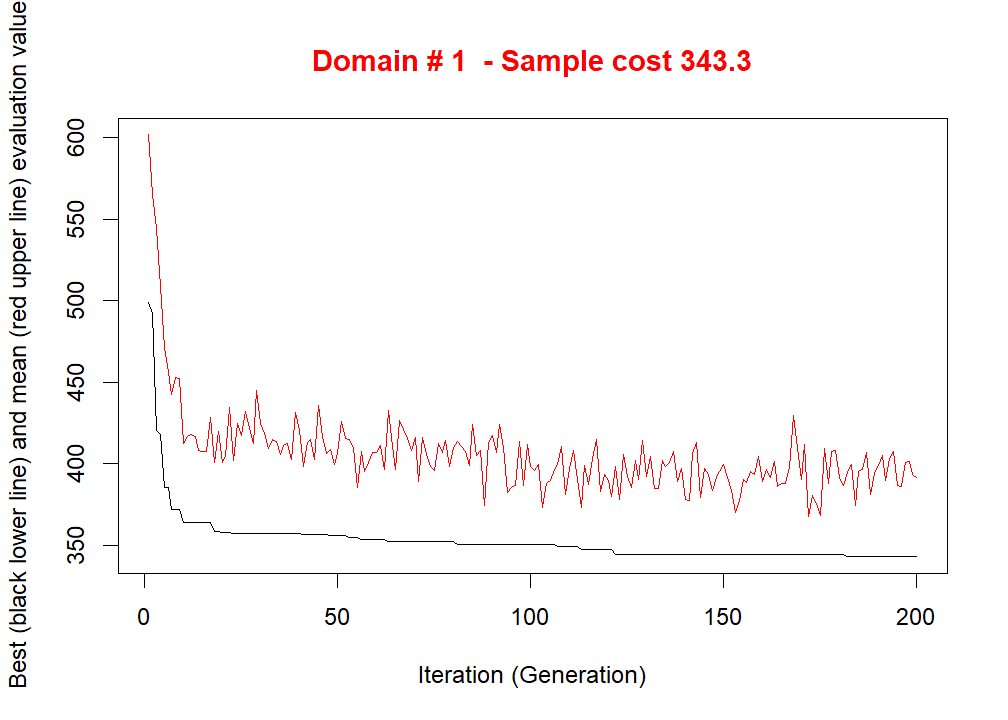 Domain # 1  - Sample cost 343.3
Best (black lower line) and mean (red upper line) evaluation value
600
550
500
450
400
350
0 50 100 150 200
Iteration (Generation)